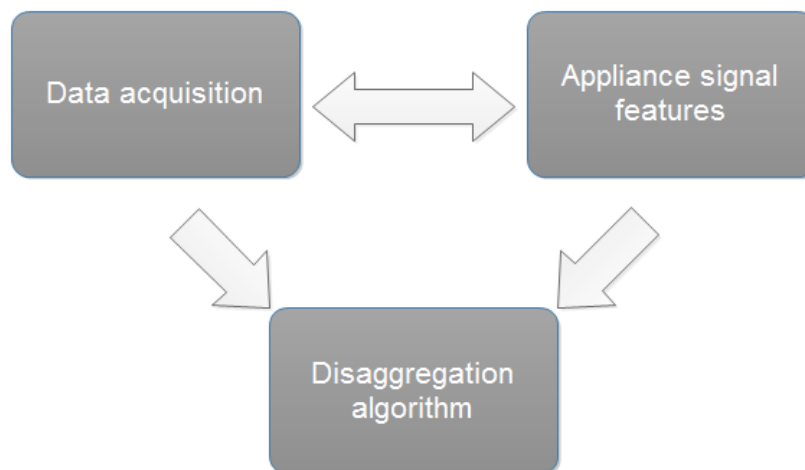 Data acquisition
Appliance signal
features
Disaggregation
algorithm